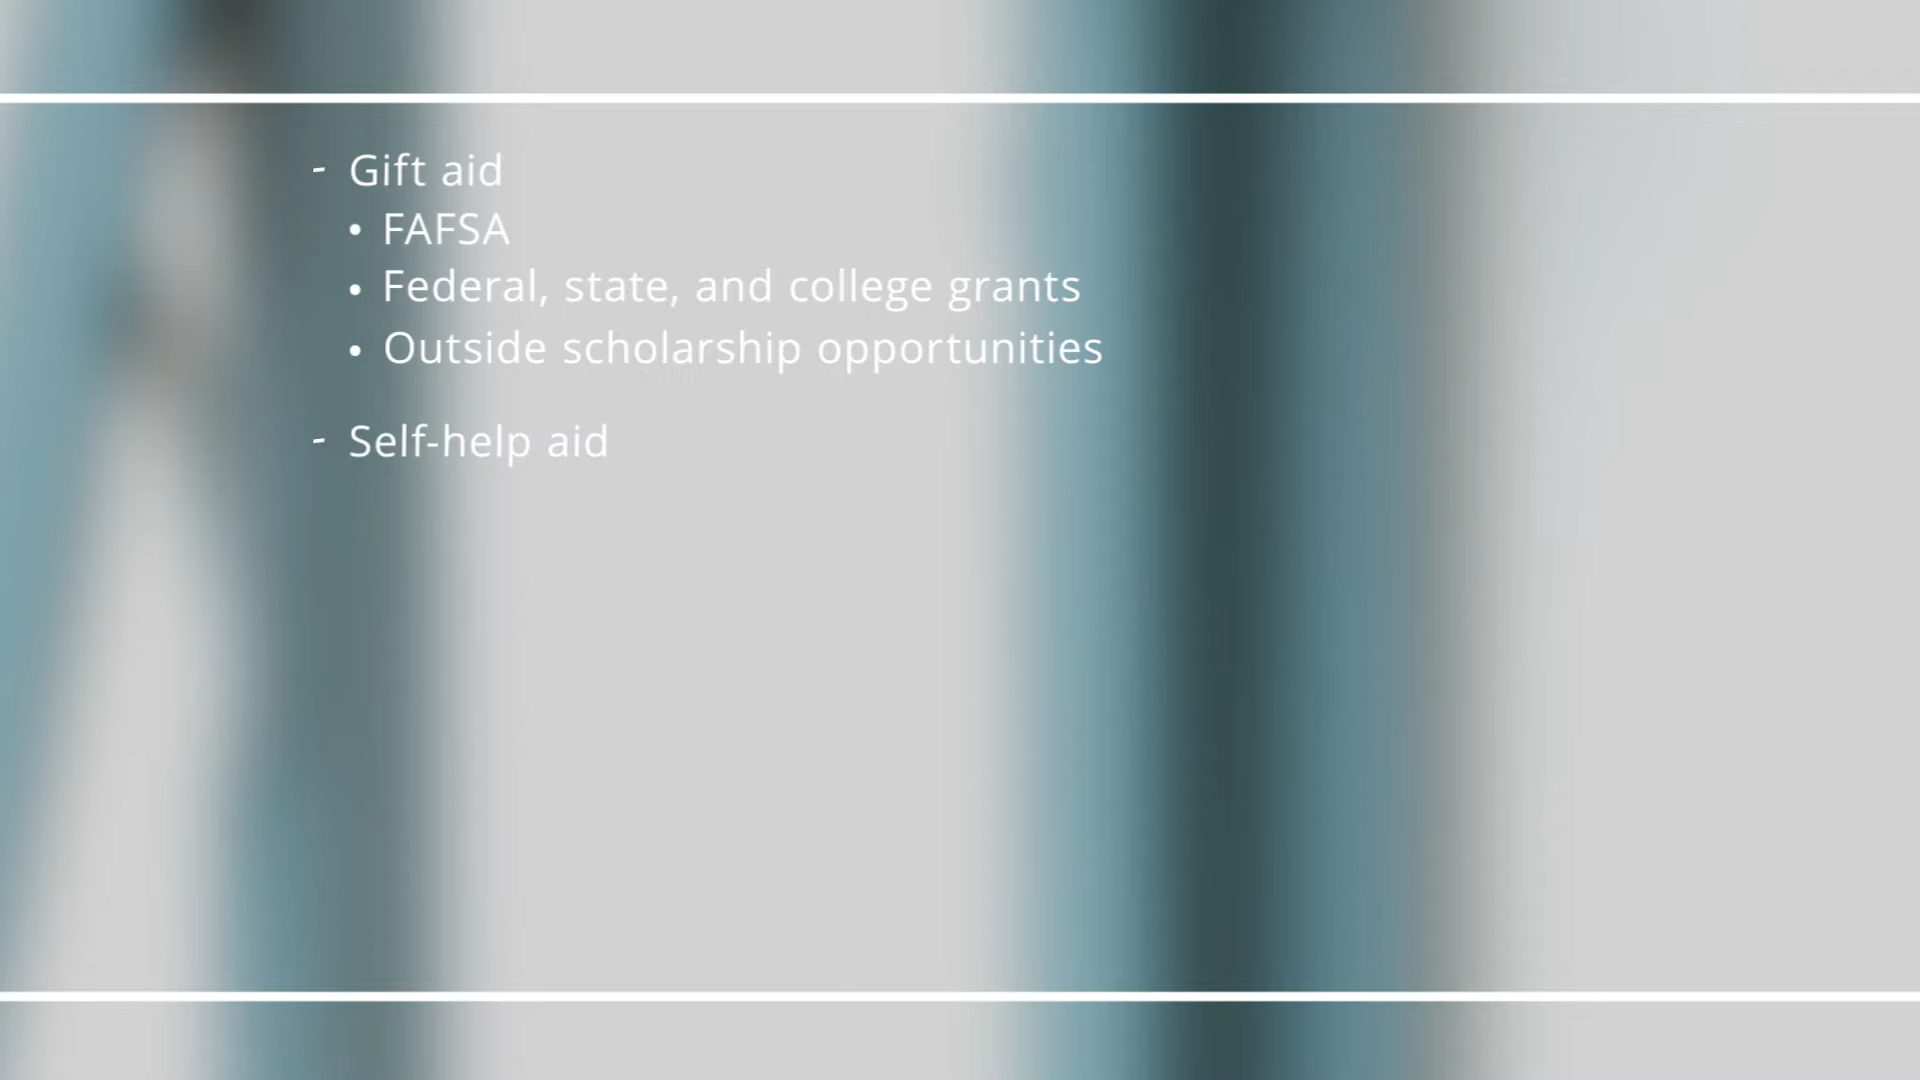 - Gift aid
• FAFSA
• Federal, state, and college grants
• Outside scholarship opportunities
- Self-help aid